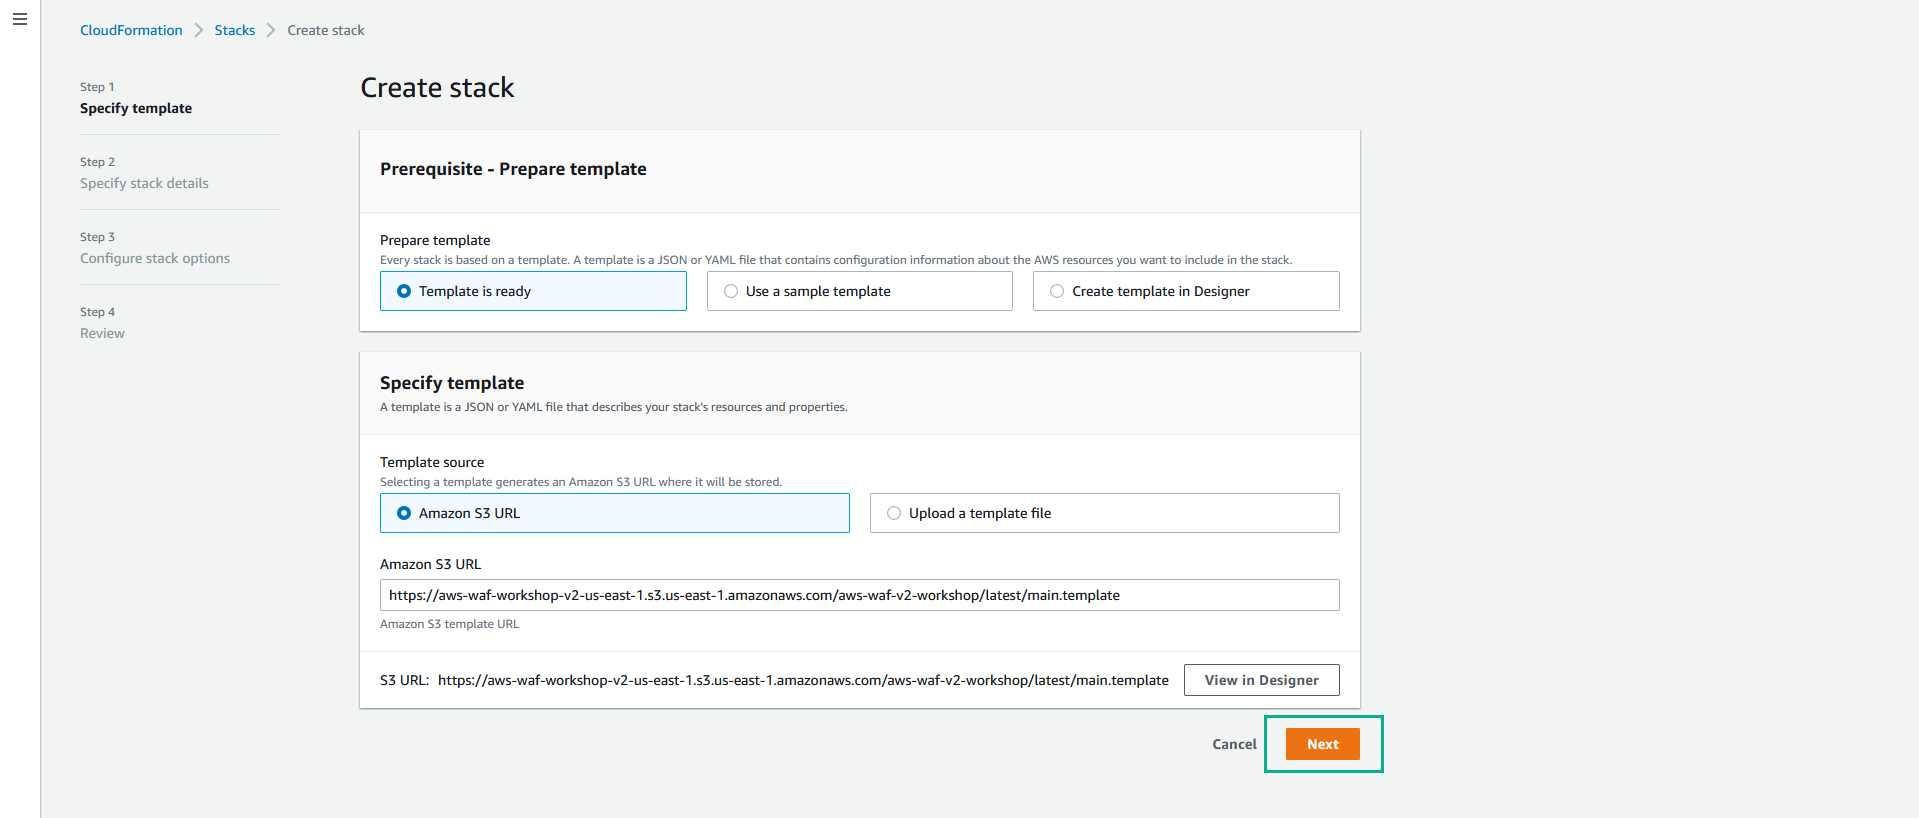 CloudFormation Stacks Create stack
Step 1
Specify template
Step 2
Specify stack details
Step 3
Configure stack options
Step 4
Review
Create stack
Prerequisite - Prepare template
Prepare template
Every stack is based on a template. A template is a JSON or YAML file that contains configuration information about the AWS resources you want to include in the stack.
Template is ready
Use a sample template
Create template in Designer
Specify template
A template is a JSON or YAML file that describes your stack's resources and properties.
Template source
Selecting a template generates an Amazon S3 URL where it will be stored.
Amazon S3 URL
Upload a template file
Amazon S3 URL
https://aws-waf-workshop-v2-us-east-1.s3.us-east-1.amazonaws.com/aws-waf-v2-workshop/latest/main.template
Amazon S3 template URL
S3 URL: https://aws-waf-workshop-v2-us-east-1.s3.us-east-1.amazonaws.com/aws-waf-v2-workshop/latest/main.template
View in Designer
Cancel
Next